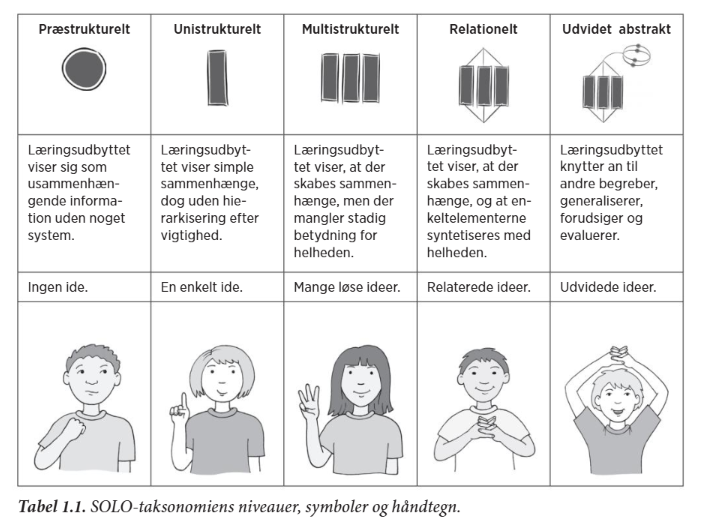 Præstrukturelt
Unistrukturelt
Multistrukturelt
Relationelt
Udvidet abstrakt
Læringsudbyttet
viser sig som
usammenhæn-
gende informa-
tion uden noget
system.
Læringsudbyt-
tet viser simple
sammenhænge,
dog uden hie-
rarkisering efter
vigtighed.
Læringsudbyt-
tet viser, at der
skabes sammen-
hænge, men der
mangler stadig
betydning for
helheden.
Læringsudbyt-
tet viser, at der
skabes sammen-
hænge, og at en-
keltelementerne
syntetiseres med
helheden.
Læringsudbyttet
knytter an til
andre begreber,
generaliserer,
forudsiger og
evaluerer.
Ingen ide.
En enkelt ide.
Mange løse ideer.
Relaterede ideer.
Udvidede ideer.
Tabel 1.1. SOLO-taksonomiens niveauer, symboler og håndtegn.